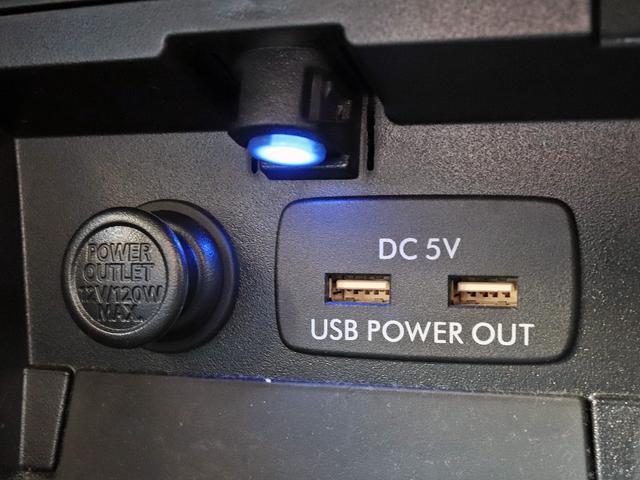 POWER
OUTLET
12V/120W
MAX.
DC 5V
USB POWER OUT